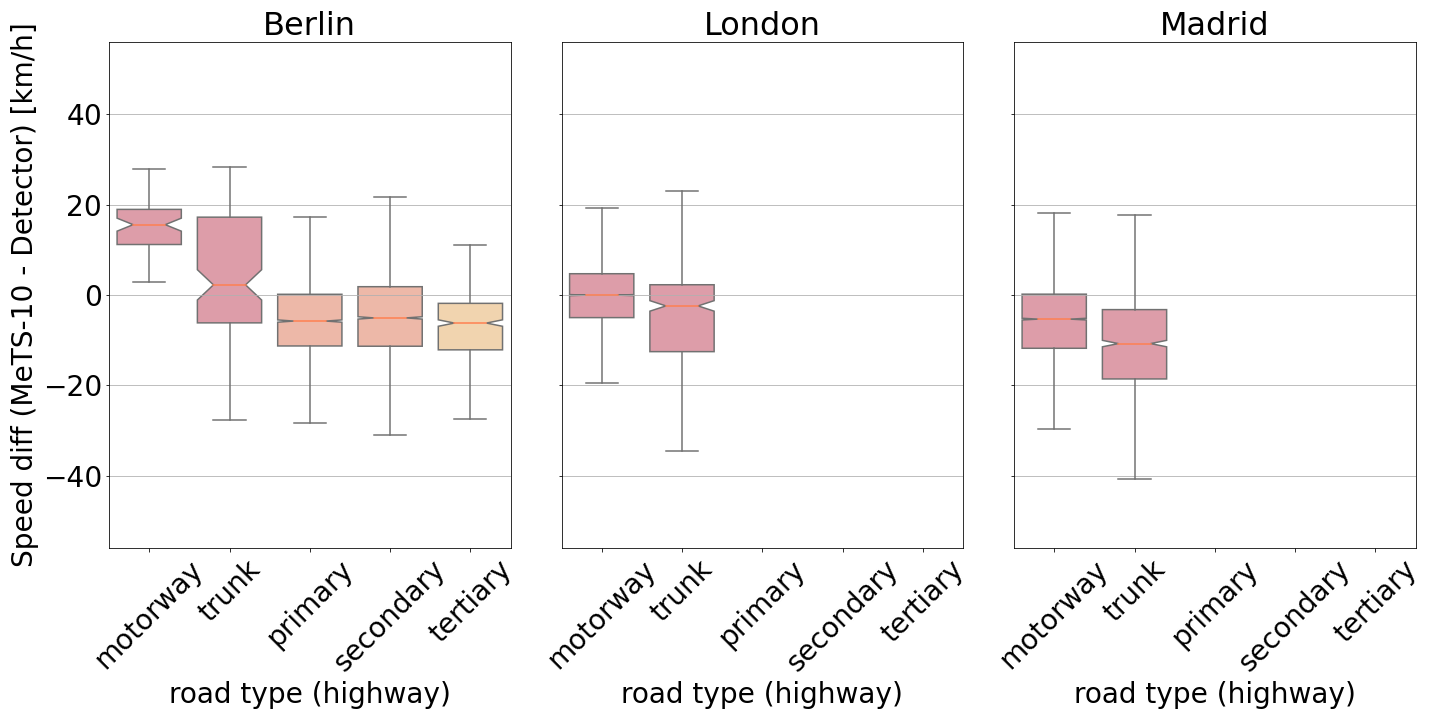 Berlin
London
Madrid
Speed diff (MeTS-10 - Detector) [km/h]
40
20
0
−20
−40
motorway
trunk
primary
secondary
tertiary
road type (highway)
motorway
trunk
primary
secondary
tertiary
road type (highway)
motorway
trunk
primary
secondary
tertiary
road type (highway)